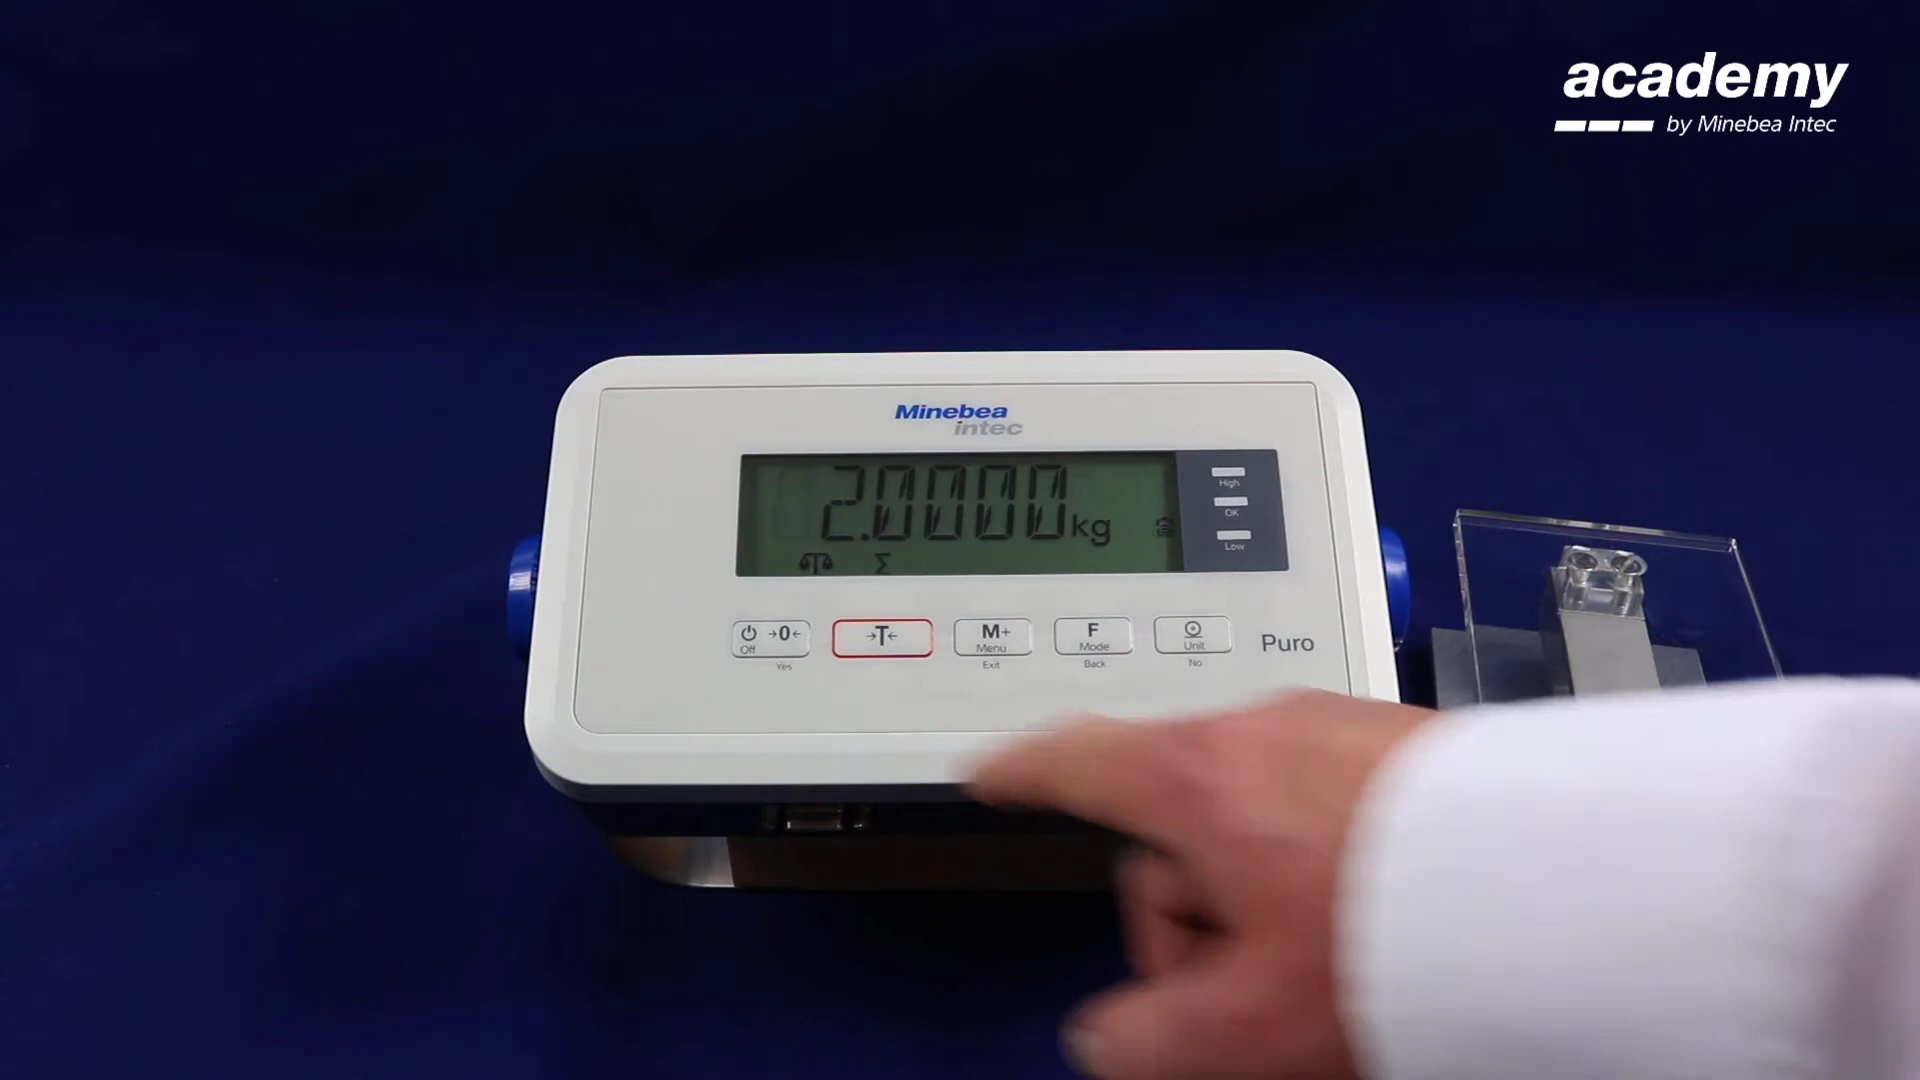 academy
by Minebea Intec
Minebea
intec
2.0000kg
Σ
High
OK
Low
Off
→0←
Yes
→T←
M+
Menu
Exit
F
Mode
Back
Unit
No
Puro